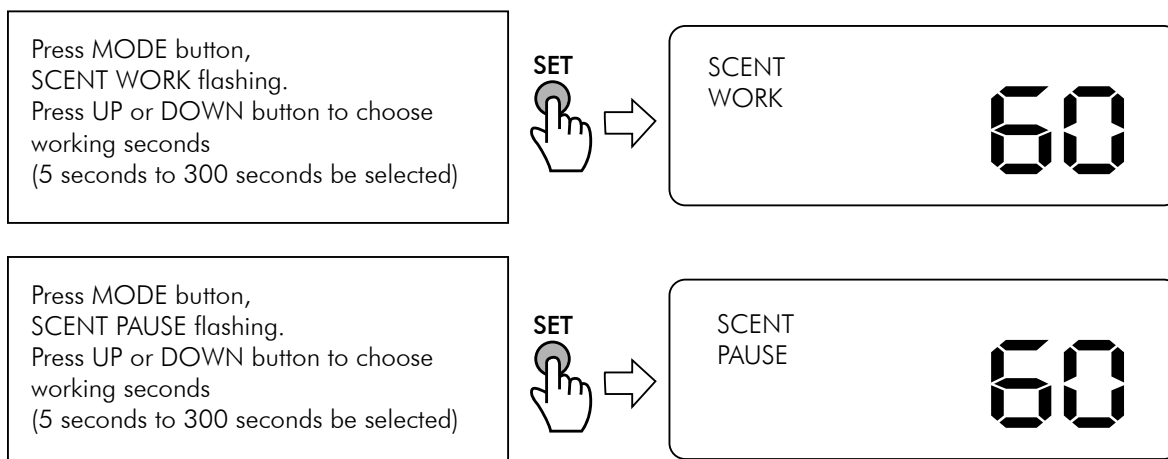 Press MODE button,
SCENT WORK flashing.
Press UP or DOWN button to choose
working seconds
(5 seconds to 300 seconds be selected)
SET
SCENT
WORK
60
Press MODE button,
SCENT PAUSE flashing.
Press UP or DOWN button to choose
working seconds
(5 seconds to 300 seconds be selected)
SET
SCENT
PAUSE
60